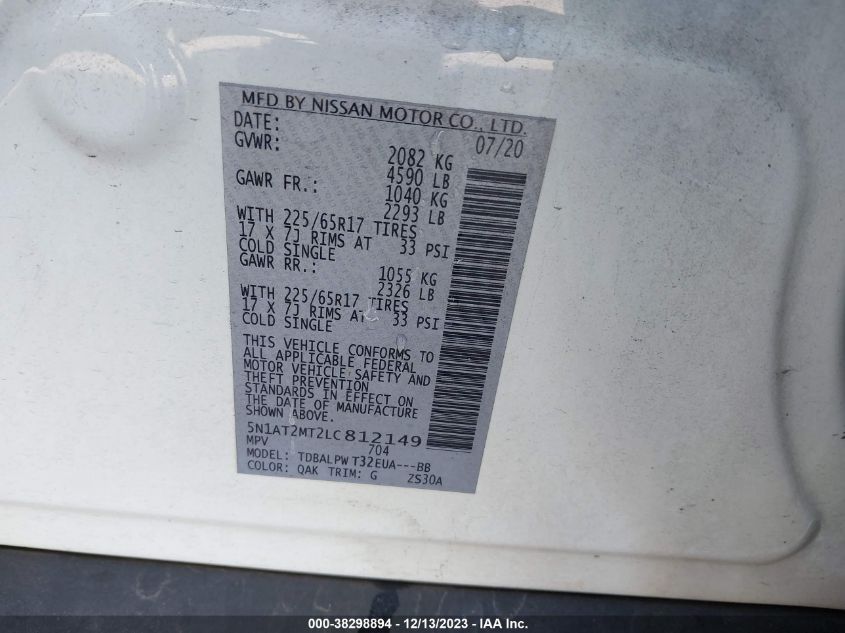 MFD BY NISSAN MOTOR CO., LTD.
DATE: 07/20
GVWR: 2082 KG
4590 LB
GAWR FR.: 1040 KG
2293 LB
WITH 225/65R17 TIRES
17 X 7J RIMS AT 33 PSI
COLD SINGLE
GAWR RR.: 1055 KG
2326 LB
WITH 225/65R17 TIRES
17 X 7J RIMS AT 33 PSI
COLD SINGLE
THIS VEHICLE CONFORMS TO
ALL APPLICABLE FEDERAL
MOTOR VEHICLE SAFETY AND
THEFT PREVENTION
STANDARDS IN EFFECT ON
THE DATE OF MANUFACTURE
SHOWN ABOVE.
5N1AT2MT2LC812149
MPV 704
MODEL: TDBALPW T32EUA---BB
COLOR: QAK TRIM: G ZS30A
000-38298894 - 12/13/2023 - IAA Inc.